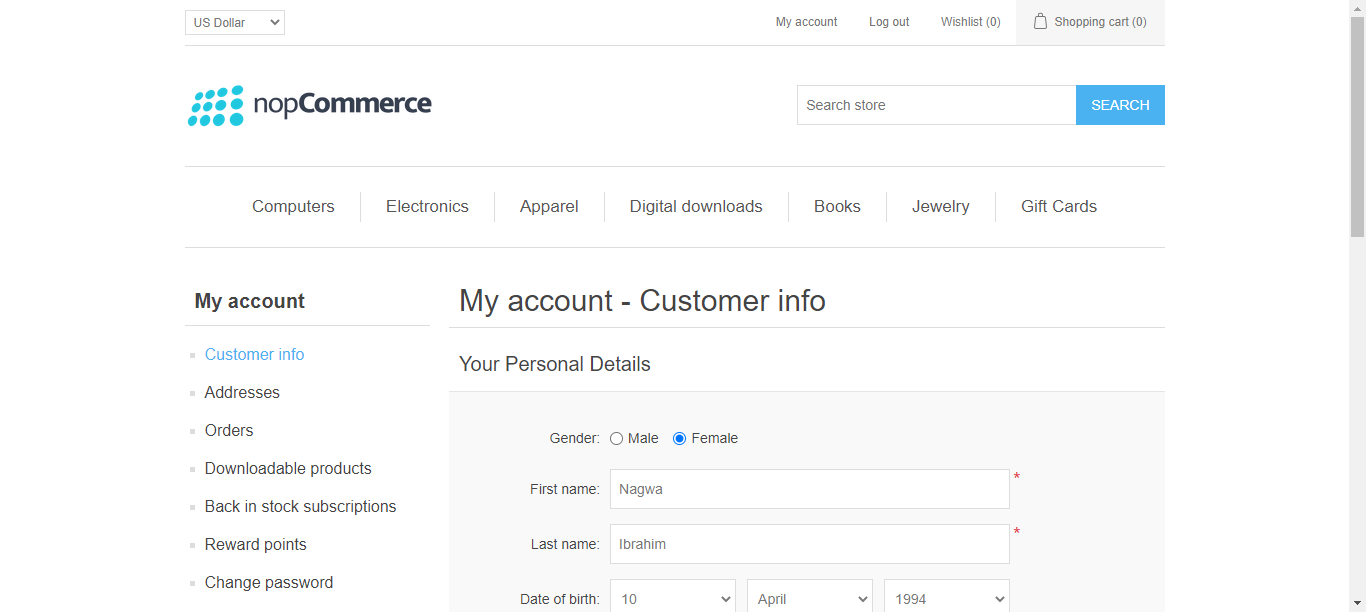 US Dollar My account Log out Wishlist (0) Shopping cart (0)
nopCommerce Search store SEARCH
Computers Electronics Apparel Digital downloads Books Jewelry Gift Cards
My account
Customer info
Addresses
Orders
Downloadable products
Back in stock subscriptions
Reward points
Change password
My account - Customer info
Your Personal Details
Gender: Male Female
First name: Nagwa *
Last name: Ibrahim *
Date of birth: 10 April 1994